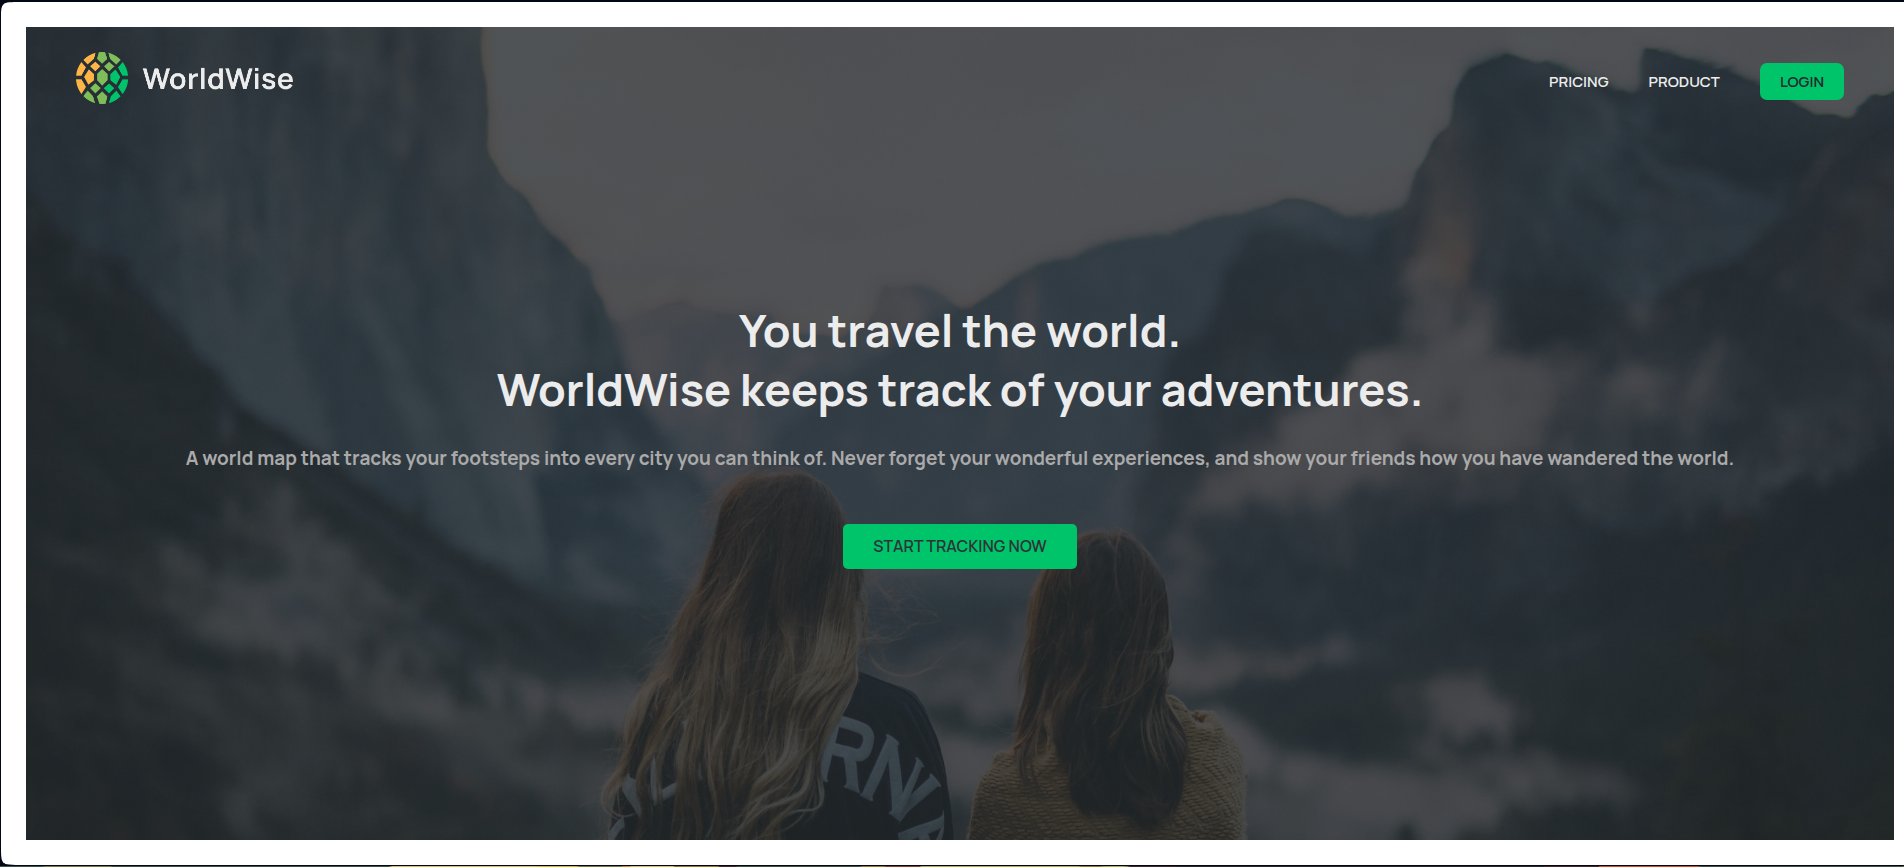 WorldWise
PRICING
PRODUCT
LOGIN
You travel the world.
WorldWise keeps track of your adventures.
A world map that tracks your footsteps into every city you can think of. Never forget your wonderful experiences, and show your friends how you have wandered the world.
START TRACKING NOW